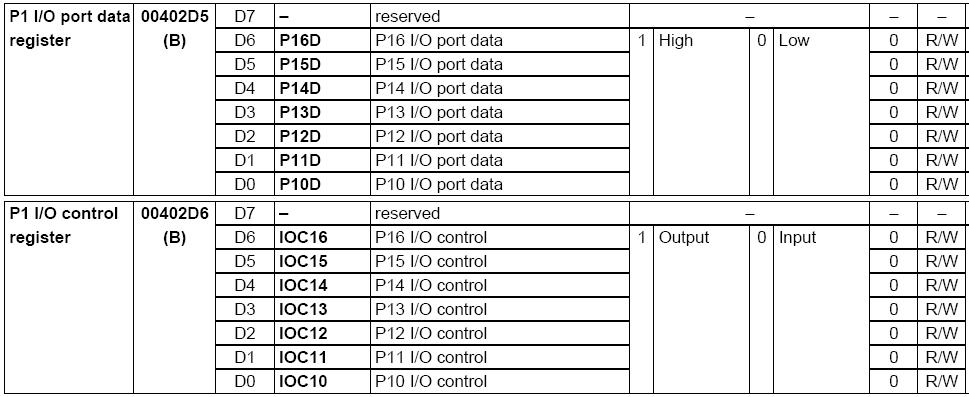 P1 I/O port data 00402D5 D7 – reserved – – –
register (B) D6 P16D P16 I/O port data 1 High 0 Low 0 R/W
D5 P15D P15 I/O port data 0 R/W
D4 P14D P14 I/O port data 0 R/W
D3 P13D P13 I/O port data 0 R/W
D2 P12D P12 I/O port data 0 R/W
D1 P11D P11 I/O port data 0 R/W
D0 P10D P10 I/O port data 0 R/W
P1 I/O control 00402D6 D7 – reserved – – –
register (B) D6 IOC16 P16 I/O control 1 Output 0 Input 0 R/W
D5 IOC15 P15 I/O control 0 R/W
D4 IOC14 P14 I/O control 0 R/W
D3 IOC13 P13 I/O control 0 R/W
D2 IOC12 P12 I/O control 0 R/W
D1 IOC11 P11 I/O control 0 R/W
D0 IOC10 P10 I/O control 0 R/W